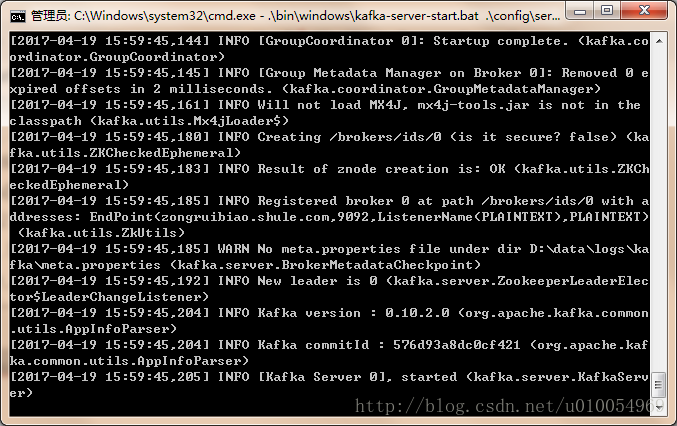 管理员: C:\Windows\system32\cmd.exe - .\bin\windows\kafka-server-start.bat .\config\ser...
[2017-04-19 15:59:45,144] INFO [GroupCoordinator 0]: Startup complete. (kafka.co
ordinator.GroupCoordinator)
[2017-04-19 15:59:45,145] INFO [Group Metadata Manager on Broker 0]: Removed 0 e
xpired offsets in 2 milliseconds. (kafka.coordinator.GroupMetadataManager)
[2017-04-19 15:59:45,161] INFO Will not load MX4J, mx4j-tools.jar is not in the
classpath (kafka.utils.Mx4jLoader$)
[2017-04-19 15:59:45,180] INFO Creating /brokers/ids/0 (is it secure? false) (ka
fka.utils.ZKCheckedEphemeral)
[2017-04-19 15:59:45,183] INFO Result of znode creation is: OK (kafka.utils.ZKCh
eckedEphemeral)
[2017-04-19 15:59:45,185] INFO Registered broker 0 at path /brokers/ids/0 with a
ddresses: EndPoint(zongruibiao.shule.com,9092,ListenerName(PLAINTEXT),PLAINTEXT)
(kafka.utils.ZkUtils)
[2017-04-19 15:59:45,185] WARN No meta.properties file under dir D:\data\logs\ka
fka\meta.properties (kafka.server.BrokerMetadataCheckpoint)
[2017-04-19 15:59:45,192] INFO New leader is 0 (kafka.server.ZookeeperLeaderElec
tor$LeaderChangeListener)
[2017-04-19 15:59:45,204] INFO Kafka version : 0.10.2.0 (org.apache.kafka.common
.utils.AppInfoParser)
[2017-04-19 15:59:45,204] INFO Kafka commitId : 576d93a8dc0cf421 (org.apache.kaf
ka.common.utils.AppInfoParser)
[2017-04-19 15:59:45,205] INFO [Kafka Server 0], started (kafka.server.KafkaServ
er)
http://blog.csdn.net/u010054969